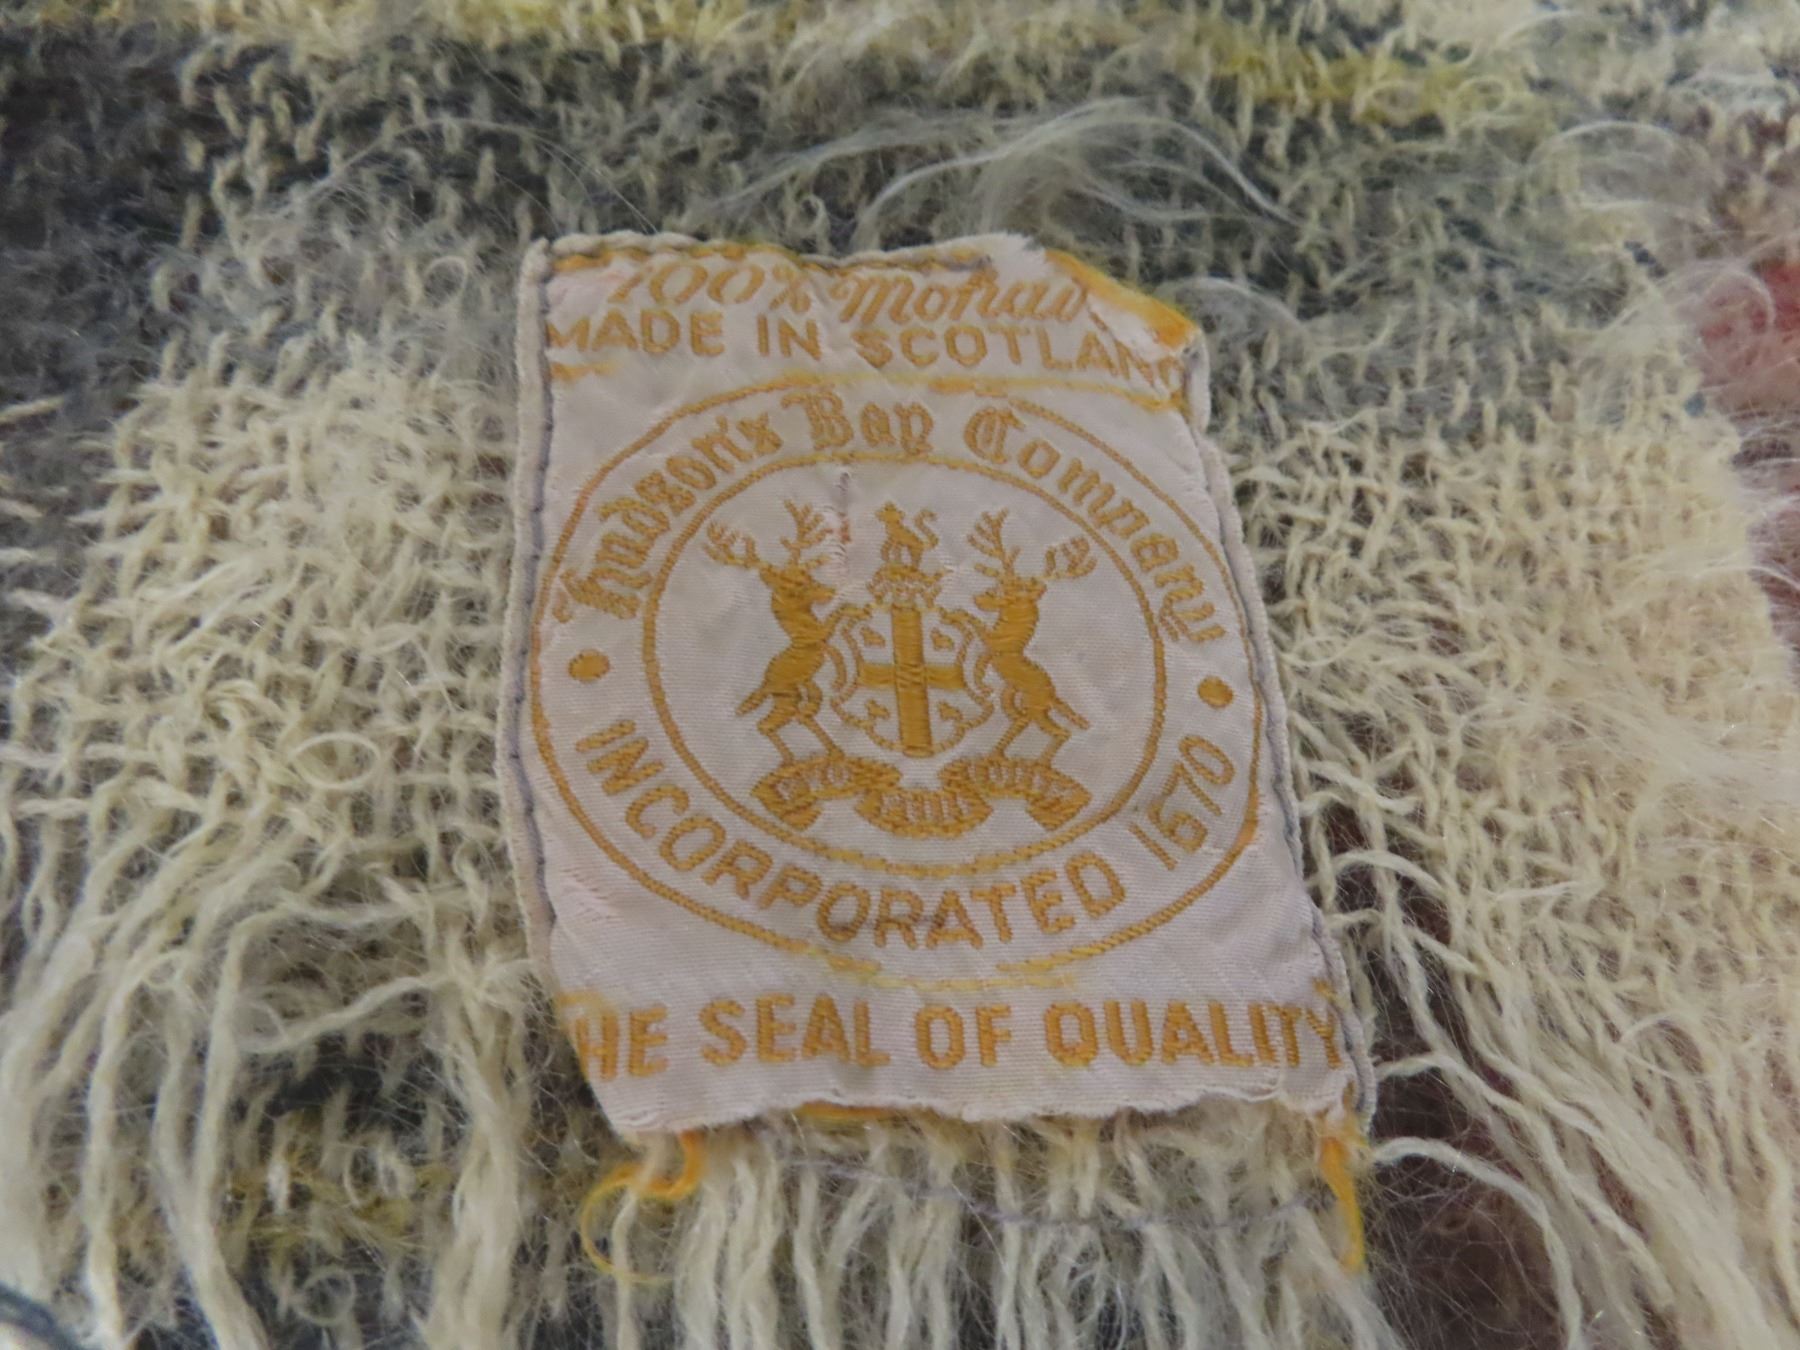 100% Mohair
MADE IN SCOTLAND
Hudson's Bay Company
INCORPORATED 1670
THE SEAL OF QUALITY